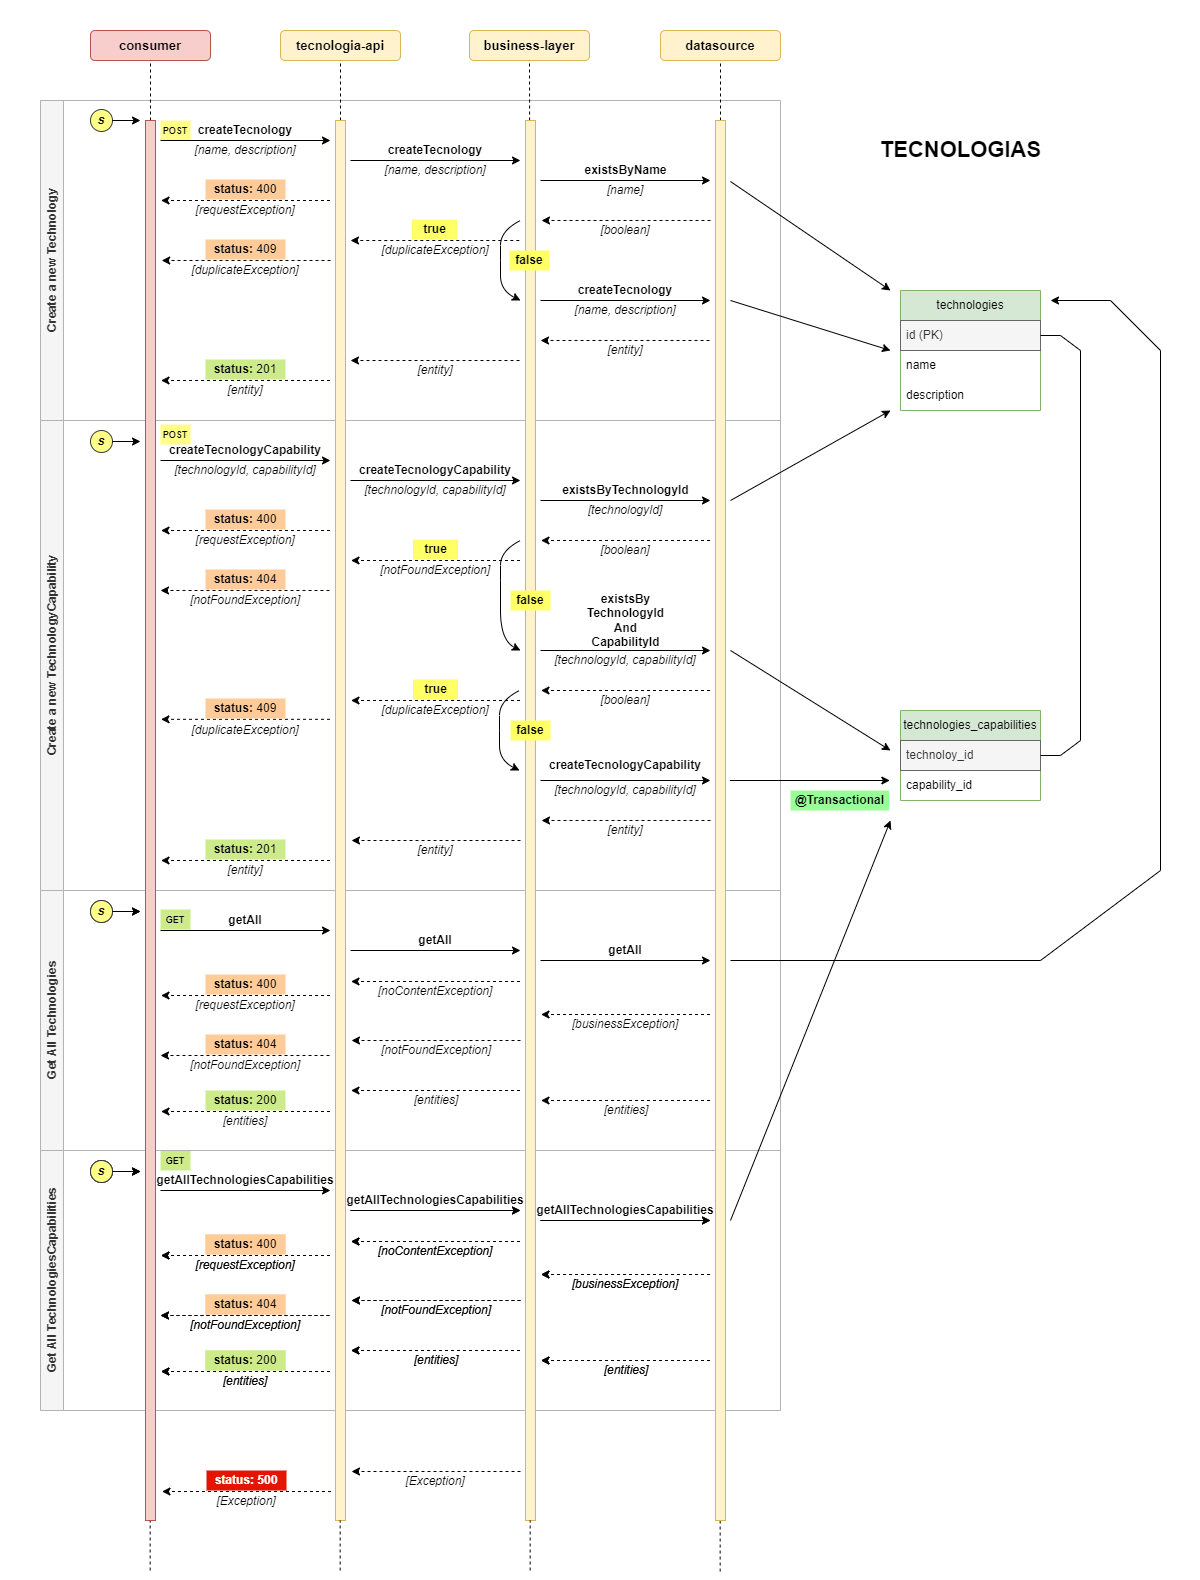 consumer
tecnologia-api
business-layer
datasource
TECNOLOGIAS
Create a new Technology
S
POST
createTecnology
[name, description]
createTecnology
[name, description]
existsByName
[name]
status: 400
[requestException]
[boolean]
true
[duplicateException]
status: 409
[duplicateException]
false
createTecnology
[name, description]
[entity]
[entity]
status: 201
[entity]
technologies
id (PK)
name
description
Create a new TechnologyCapability
S
POST
createTecnologyCapability
[technologyId, capabilityId]
createTecnologyCapability
[technologyId, capabilityId]
existsByTechnologyId
[technologyId]
status: 400
[requestException]
[boolean]
true
[notFoundException]
status: 404
[notFoundException]
false
existsBy
TechnologyId
And
CapabilityId
[technologyId, capabilityId]
[boolean]
true
[duplicateException]
status: 409
[duplicateException]
false
createTecnologyCapability
[technologyId, capabilityId]
@Transactional
[entity]
[entity]
status: 201
[entity]
technologies_capabilities
technoloy_id
capability_id
Get All Technologies
S
GET
getAll
getAll
getAll
status: 400
[requestException]
[noContentException]
[businessException]
status: 404
[notFoundException]
[notFoundException]
status: 200
[entities]
[entities]
[entities]
Get All TechnologiesCapabilities
S
GET
getAllTechnologiesCapabilities
getAllTechnologiesCapabilities
getAllTechnologiesCapabilities
status: 400
[requestException]
[noContentException]
[businessException]
status: 404
[notFoundException]
[notFoundException]
status: 200
[entities]
[entities]
[entities]
status: 500
[Exception]
[Exception]